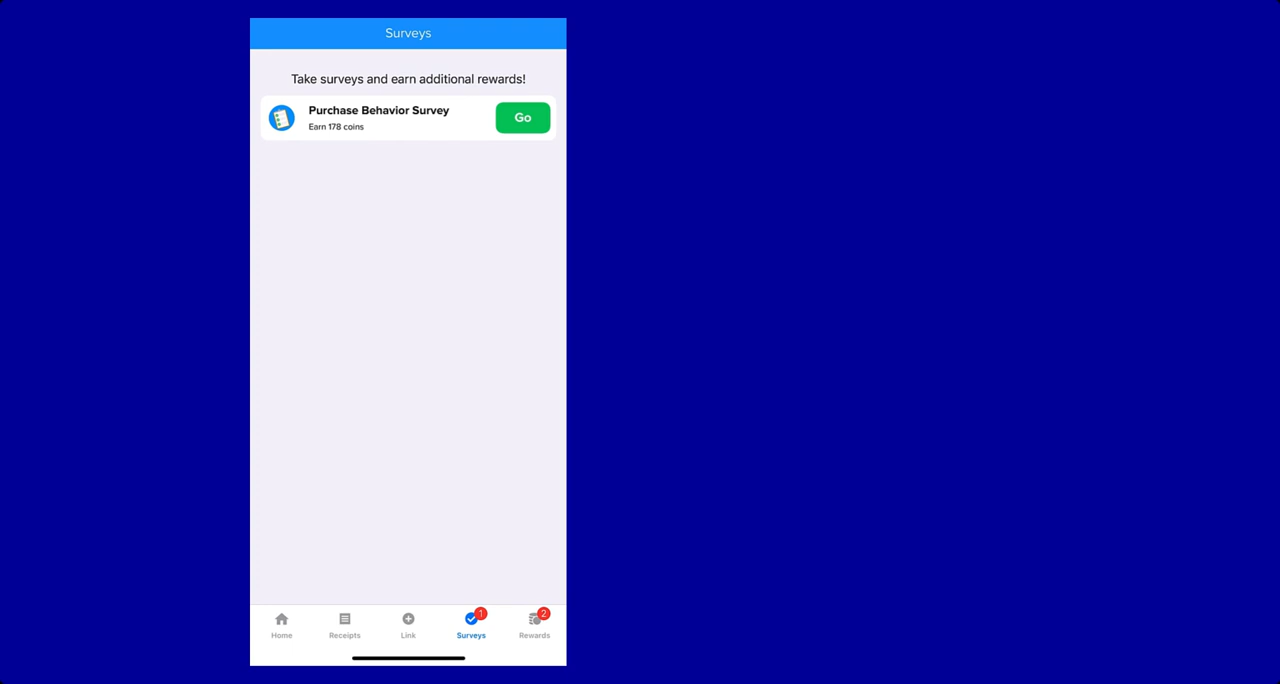 Surveys
Take surveys and earn additional rewards!
Purchase Behavior Survey
Earn 178 coins
Go
1
2
Home
Receipts
Link
Surveys
Rewards